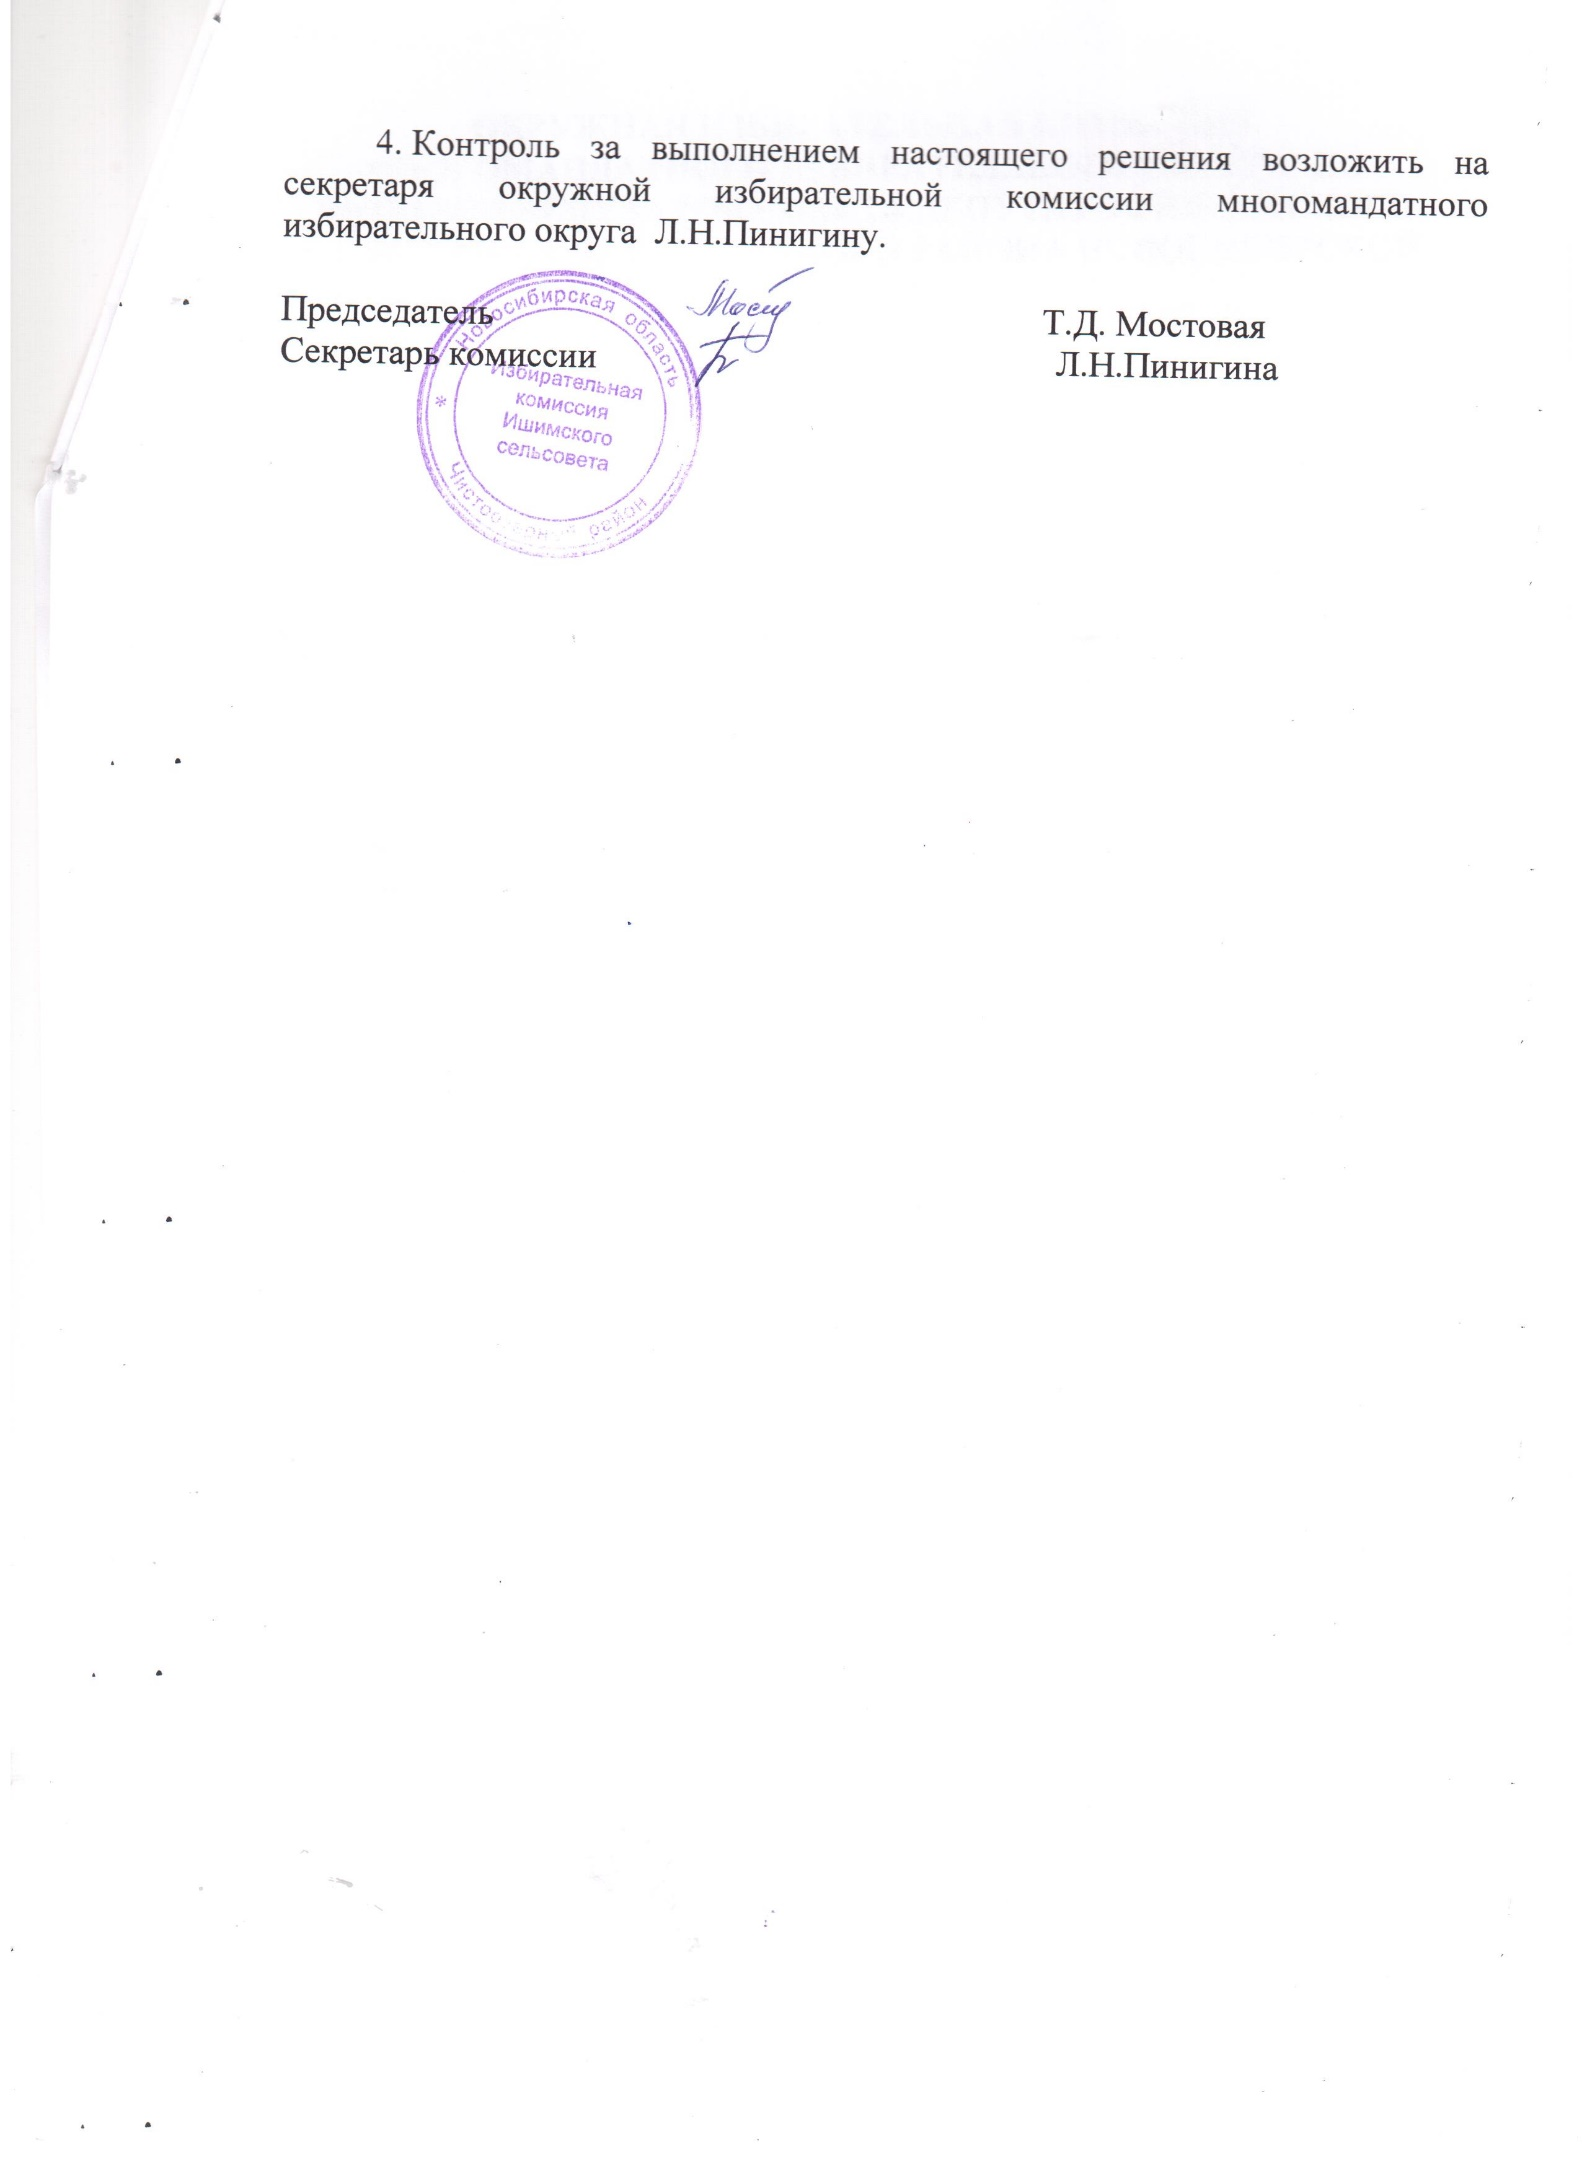 4. Контроль за выполнением настоящего решения возложить на
секретаря окружной избирательной комиссии многомандатного
избирательного округа Л.Н.Пинигину.
Председатель Т.Д. Мостовая
Секретарь комиссии Л.Н.Пинигина
Новосибирская область
Избирательная
комиссия
Ишимского
сельсовета
* район